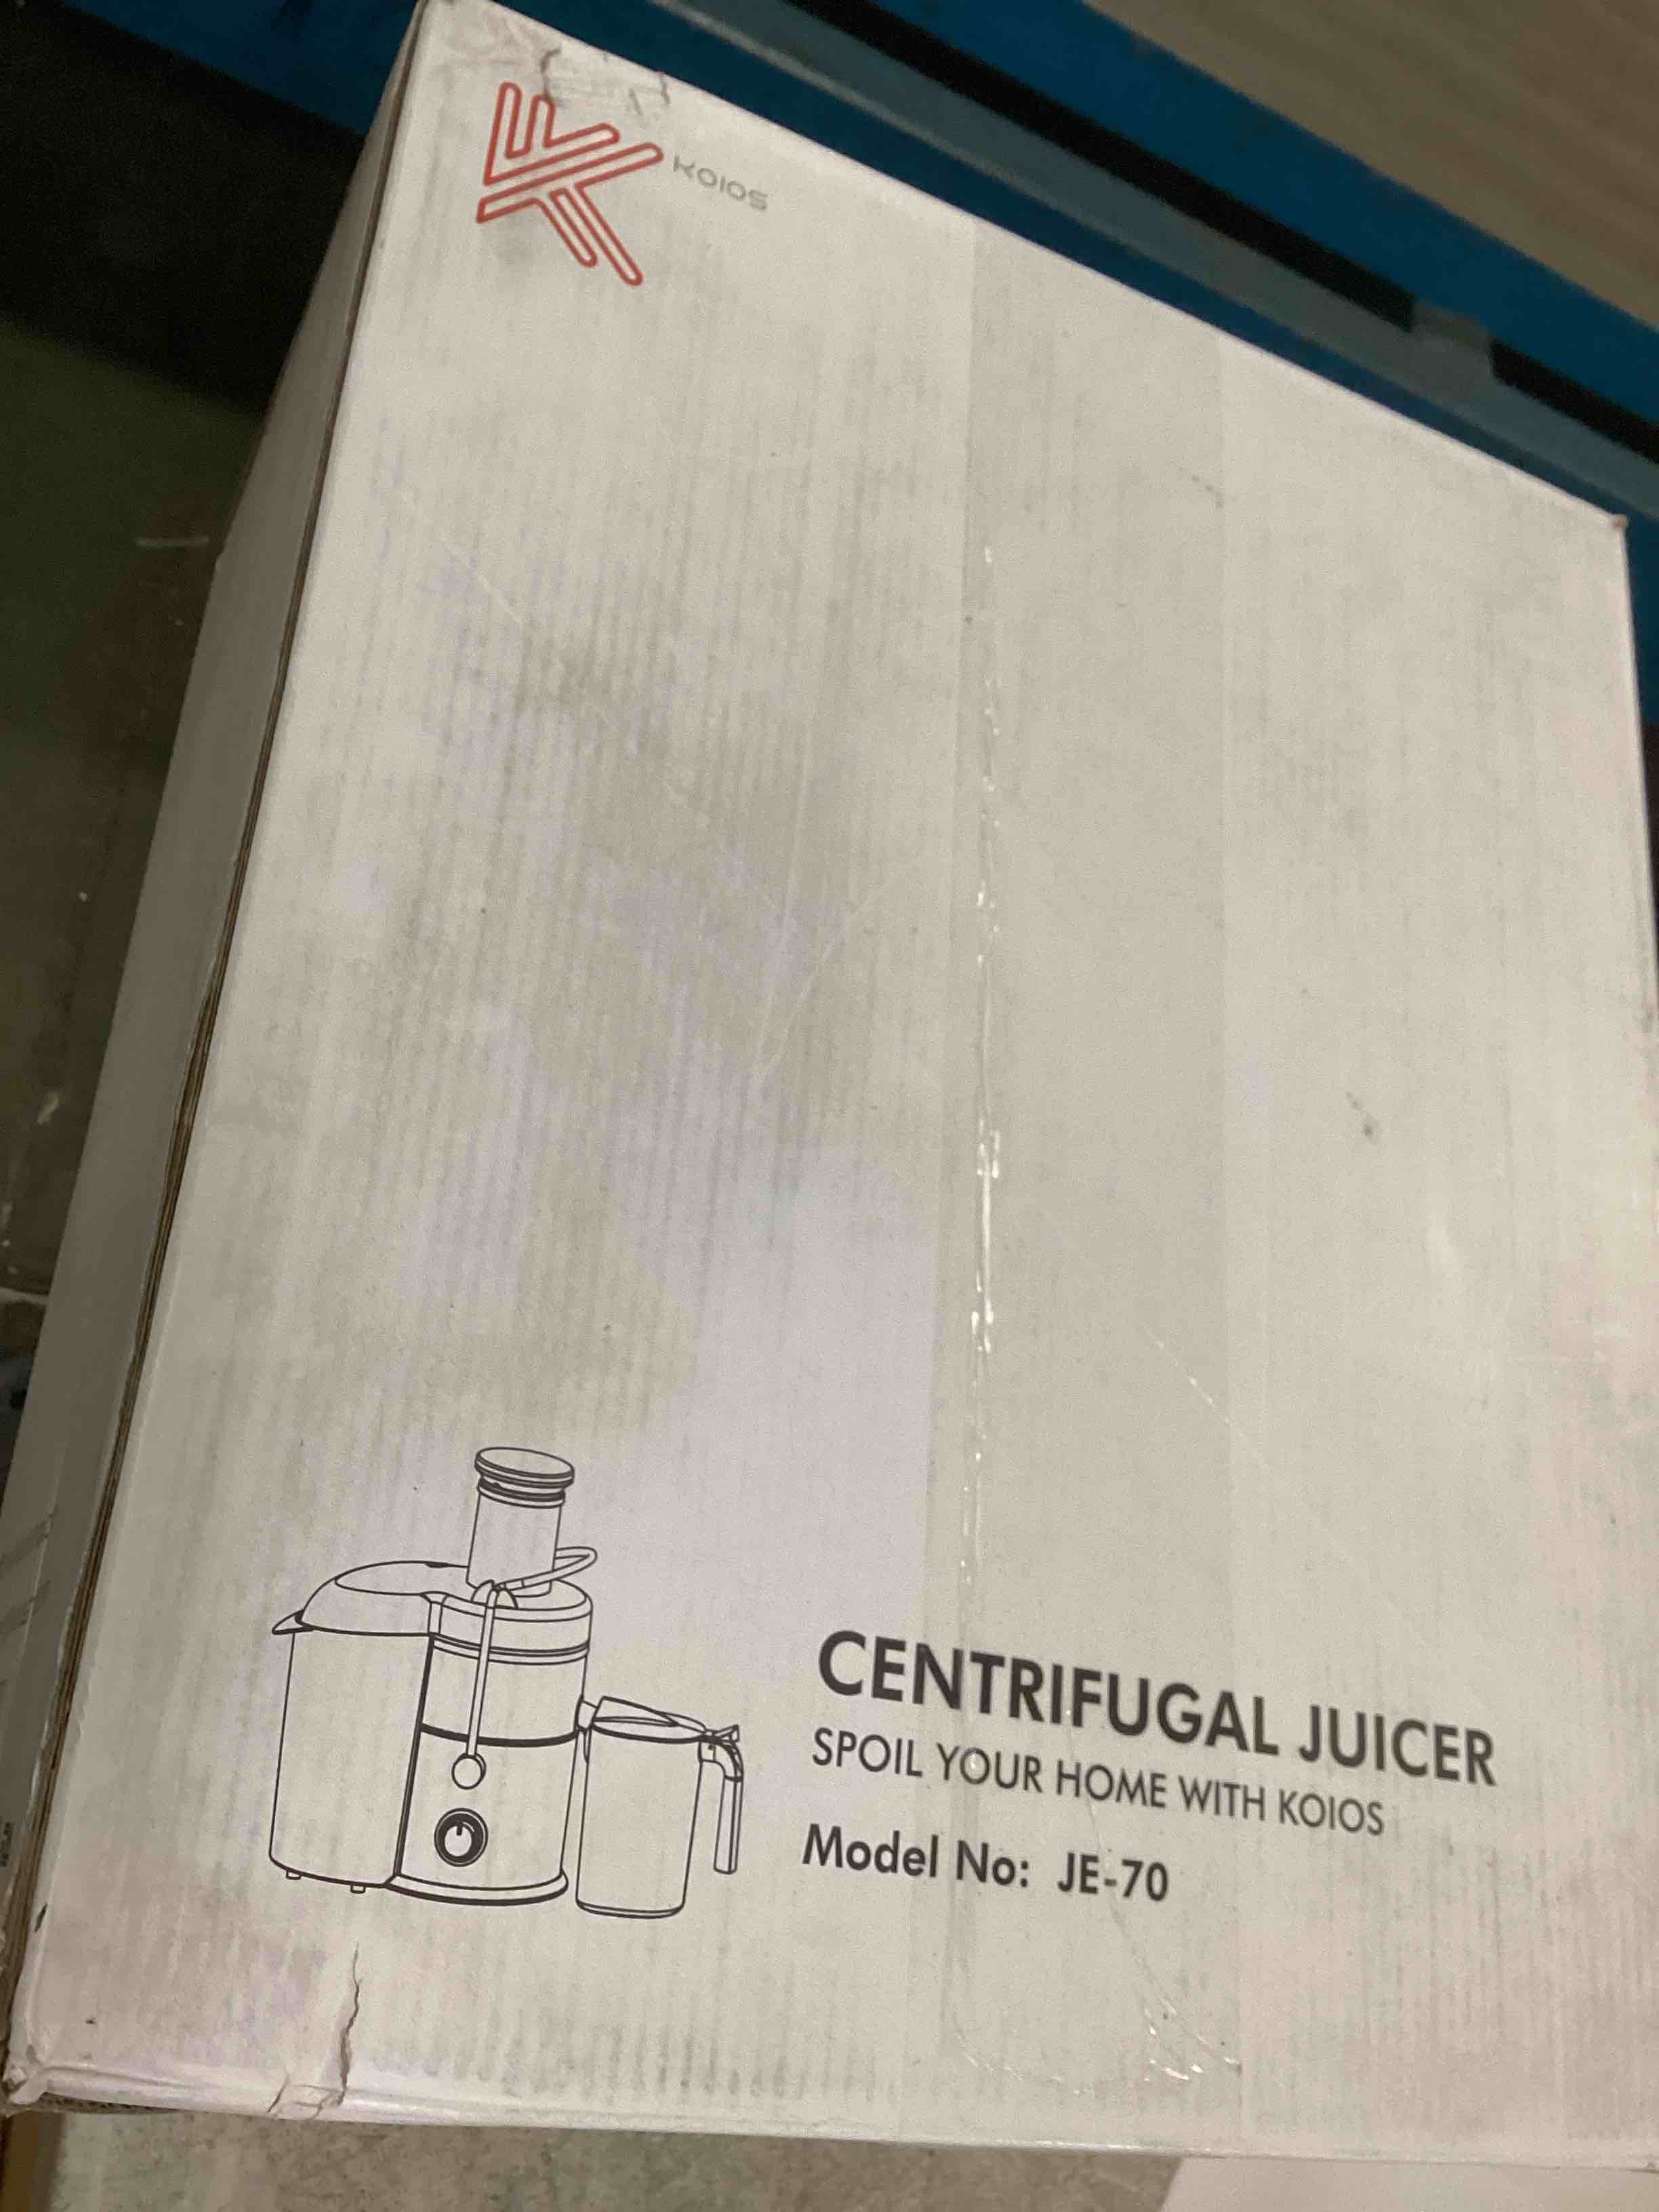 KOIOS
CENTRIFUGAL JUICER
SPOIL YOUR HOME WITH KOIOS
Model No: JE-70